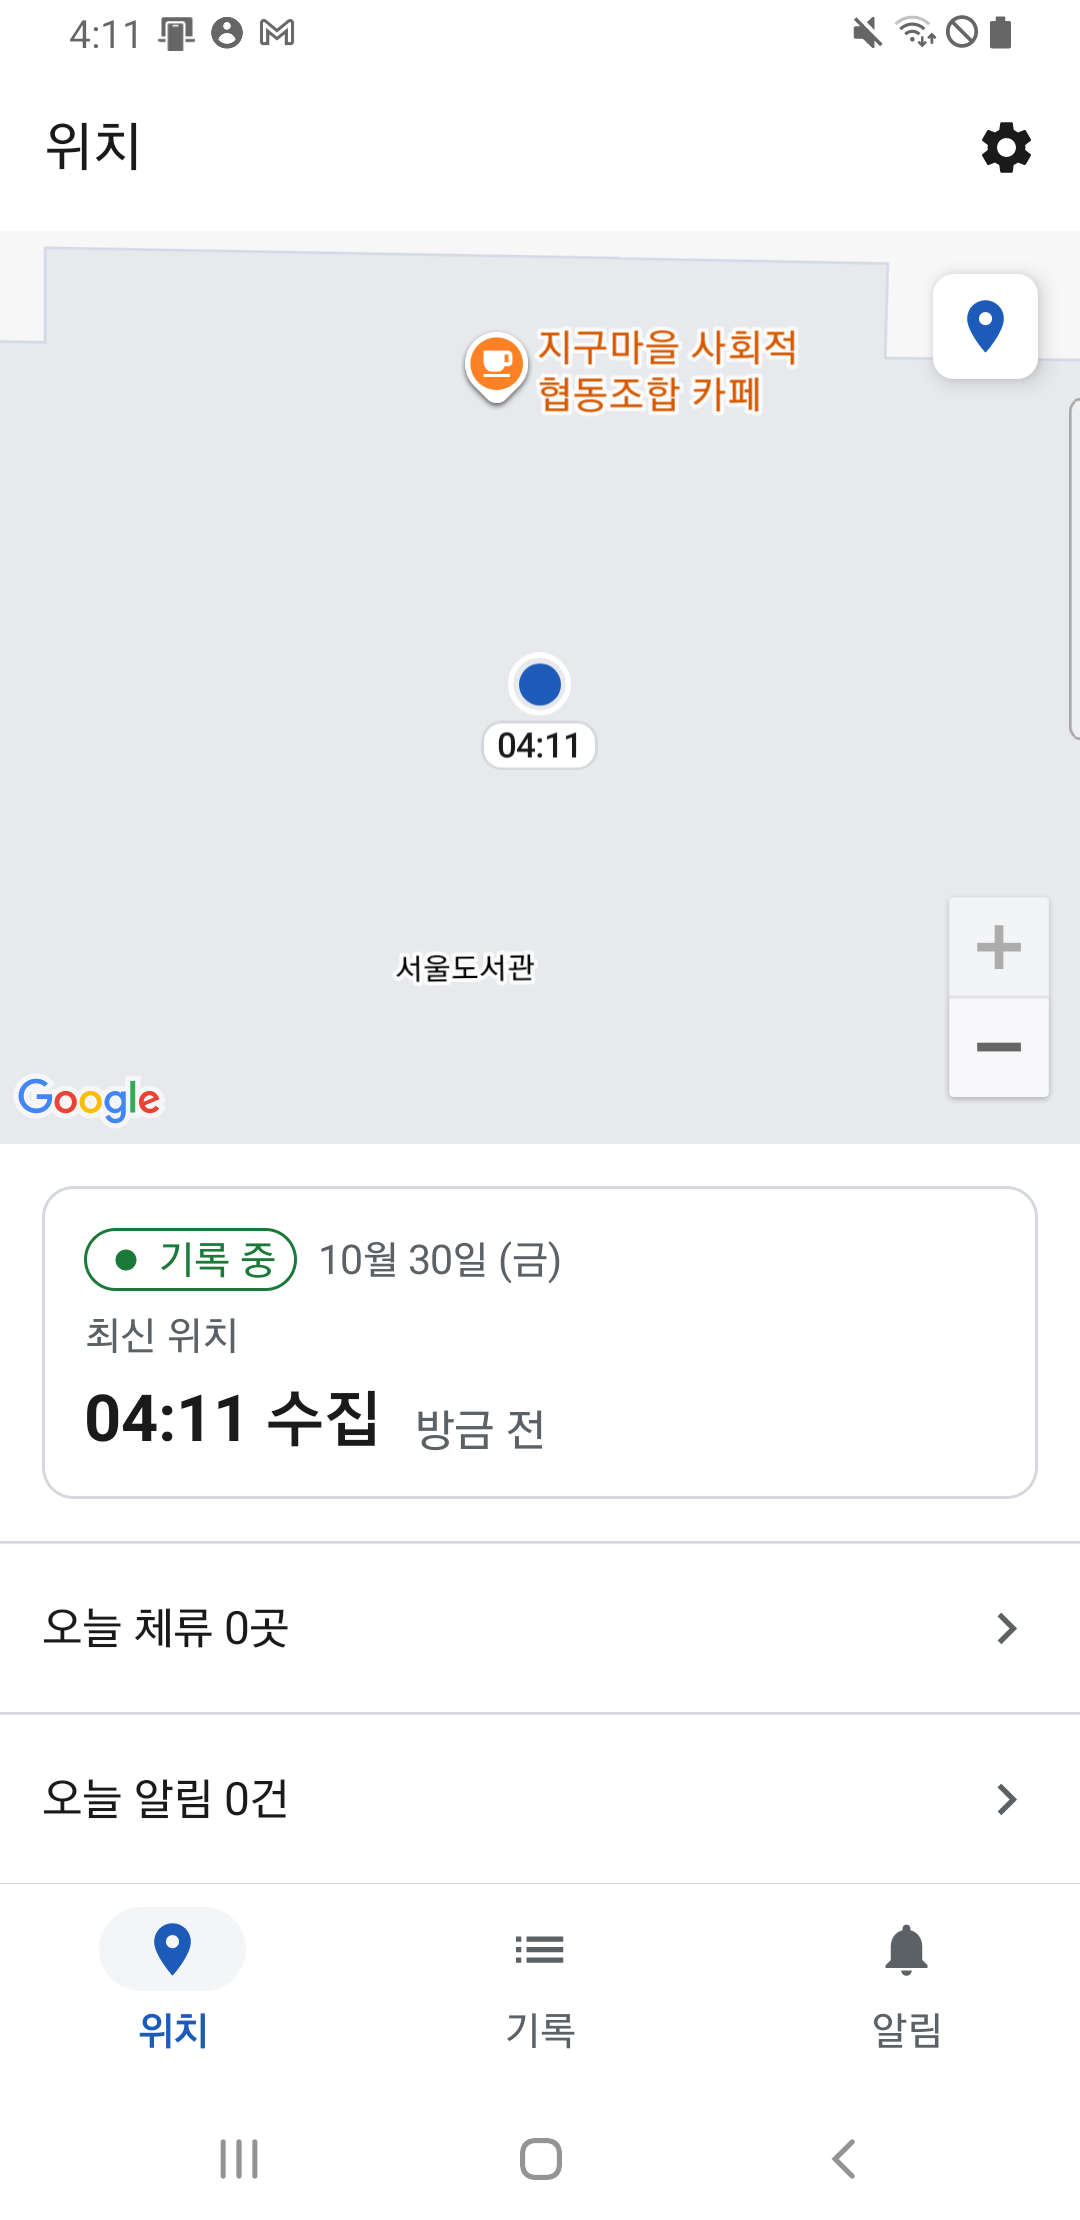 4:11
위치
지구마을 사회적
협동조합 카페
04:11
서울도서관
Google
기록 중 10월 30일 (금)
최신 위치
04:11 수집 방금 전
오늘 체류 0곳
오늘 알림 0건
위치 기록 알림